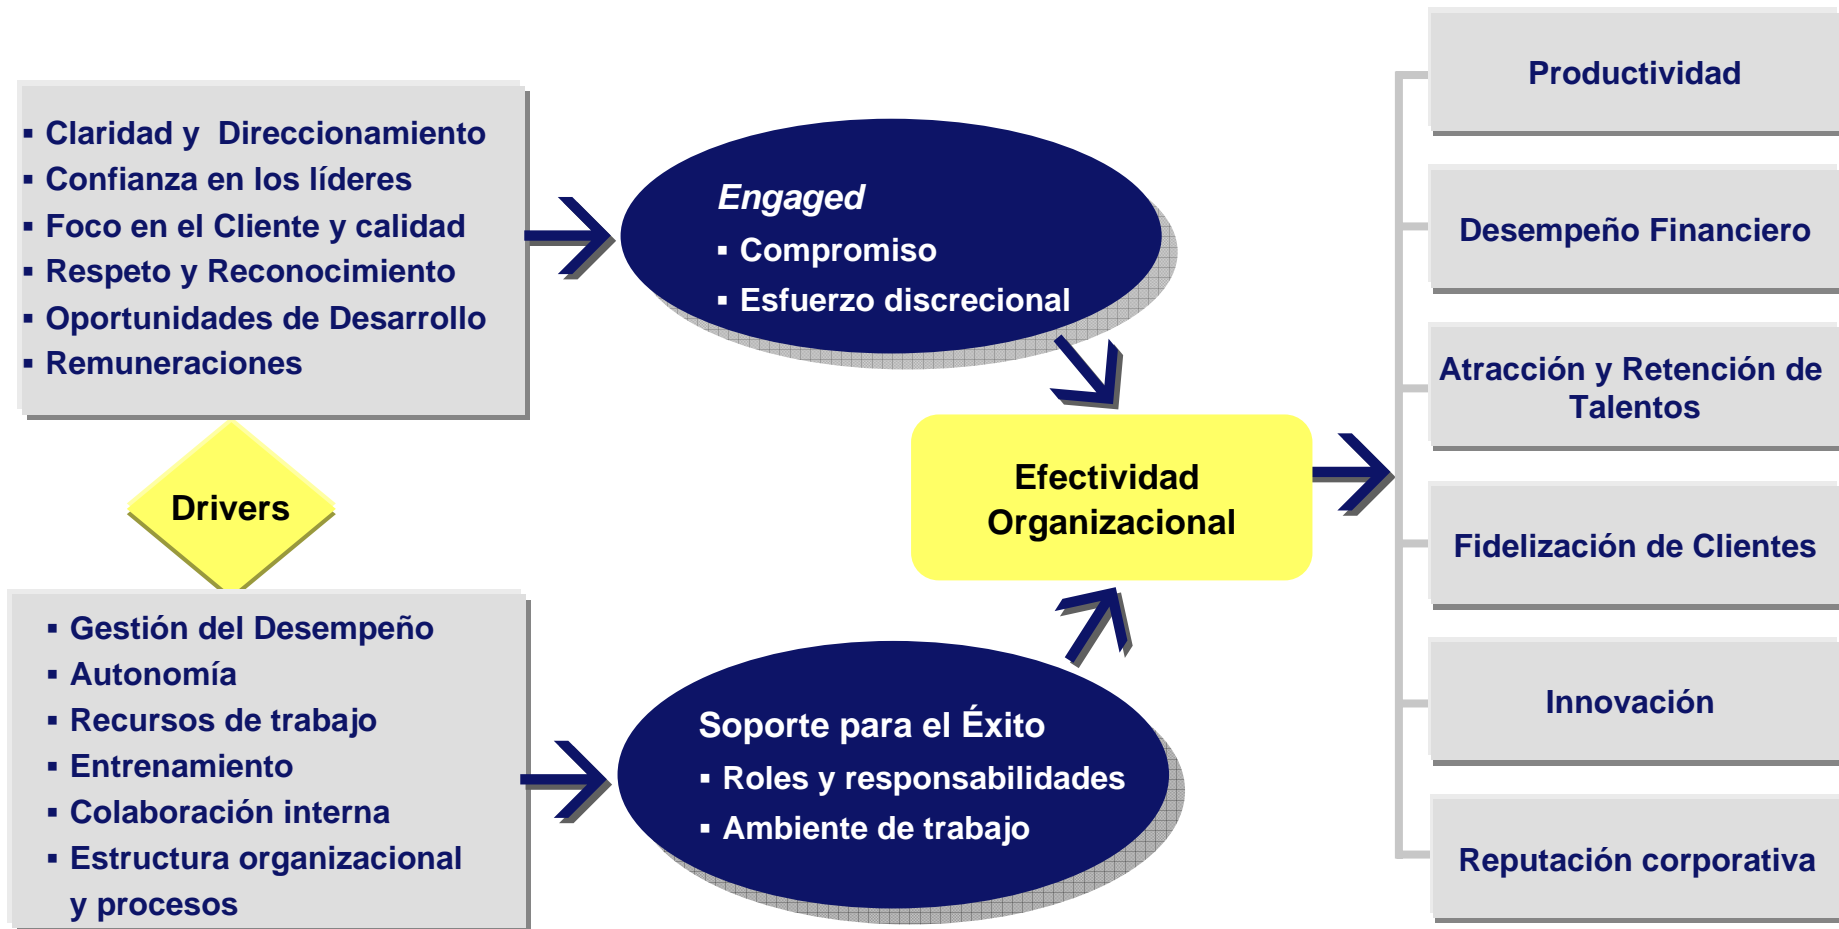 ▪ Claridad y Direccionamiento
▪ Confianza en los líderes
▪ Foco en el Cliente y calidad
▪ Respeto y Reconocimiento
▪ Oportunidades de Desarrollo
▪ Remuneraciones
Drivers
▪ Gestión del Desempeño
▪ Autonomía
▪ Recursos de trabajo
▪ Entrenamiento
▪ Colaboración interna
▪ Estructura organizacional
y procesos
Engaged
▪ Compromiso
▪ Esfuerzo discrecional
Soporte para el Éxito
▪ Roles y responsabilidades
▪ Ambiente de trabajo
Efectividad
Organizacional
Productividad
Desempeño Financiero
Atracción y Retención de
Talentos
Fidelización de Clientes
Innovación
Reputación corporativa